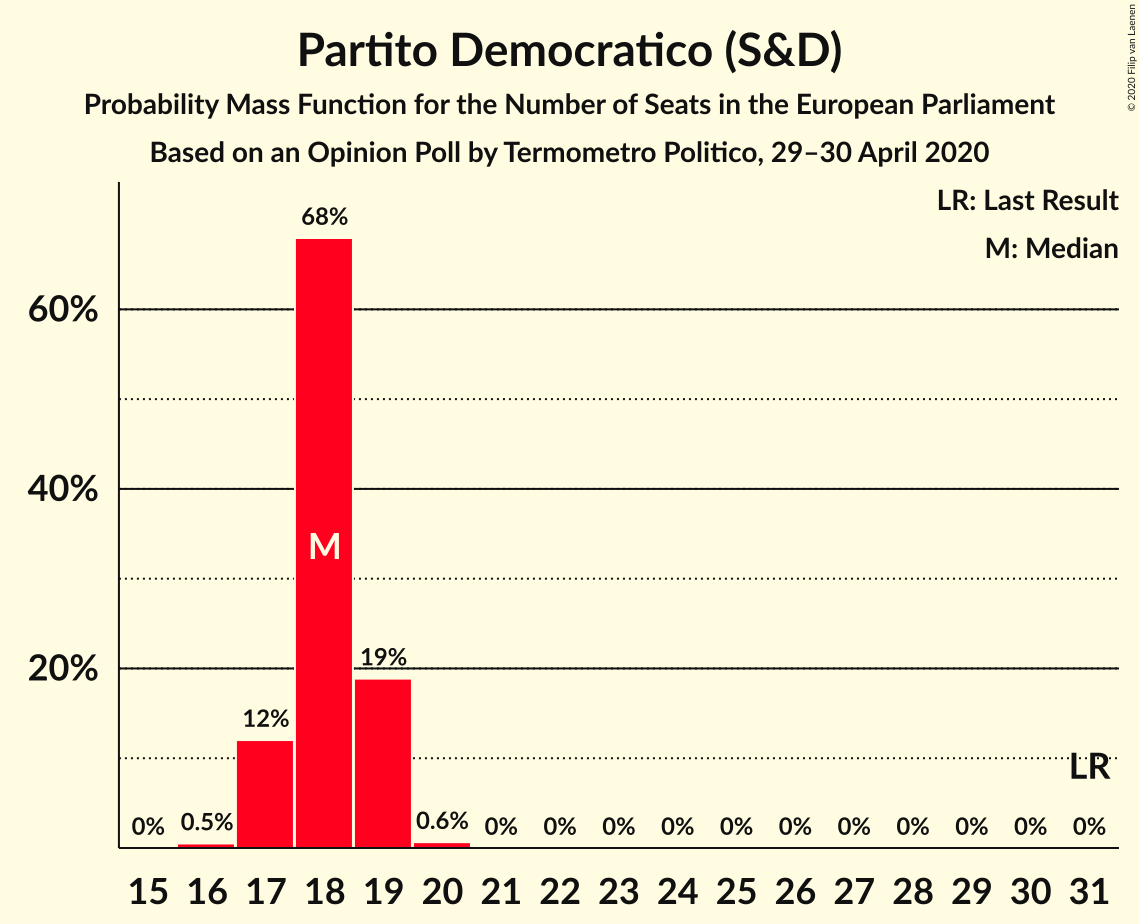 Partito Democratico (S&D)
Probability Mass Function for the Number of Seats in the European Parliament
Based on an Opinion Poll by Termometro Politico, 29–30 April 2020
© 2020 Filip van Laenen
LR: Last Result
M: Median
60%
40%
20%
0% 0.5% 12% 68% 19% 0.6% 0% 0% 0% 0% 0% 0% 0% 0% 0% 0% 0%
M
LR
15 16 17 18 19 20 21 22 23 24 25 26 27 28 29 30 31